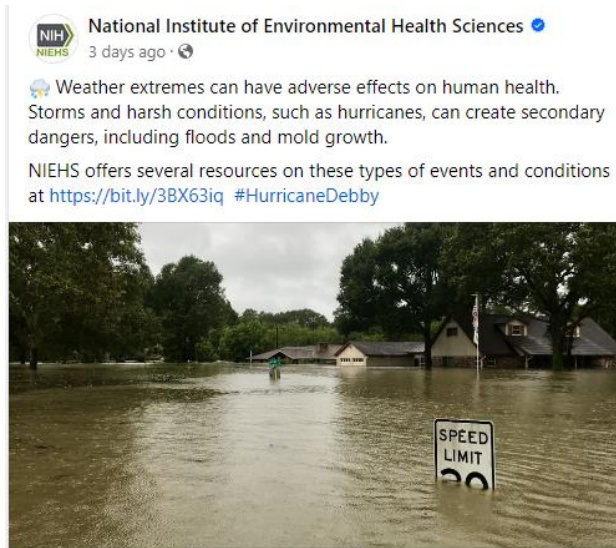 NIH
NIEHS
National Institute of Environmental Health Sciences
3 days ago ·
Weather extremes can have adverse effects on human health.
Storms and harsh conditions, such as hurricanes, can create secondary
dangers, including floods and mold growth.
NIEHS offers several resources on these types of events and conditions
at https://bit.ly/3BX63iq #HurricaneDebby
SPEED
LIMIT